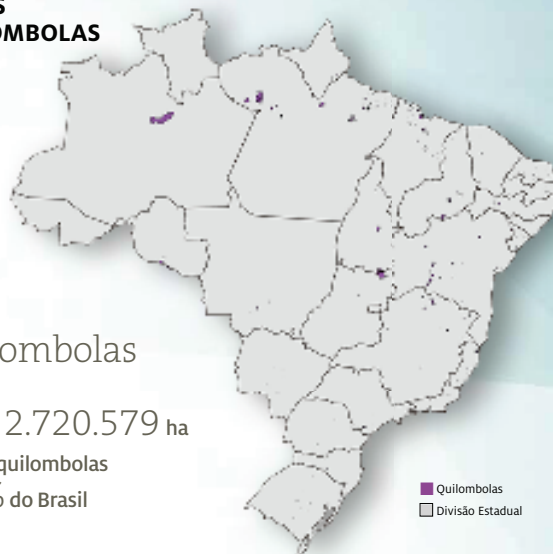 S
OMBOLAS
ombolas
2.720.579 ha
quilombolas
do Brasil
Quilombolas
Divisão Estadual